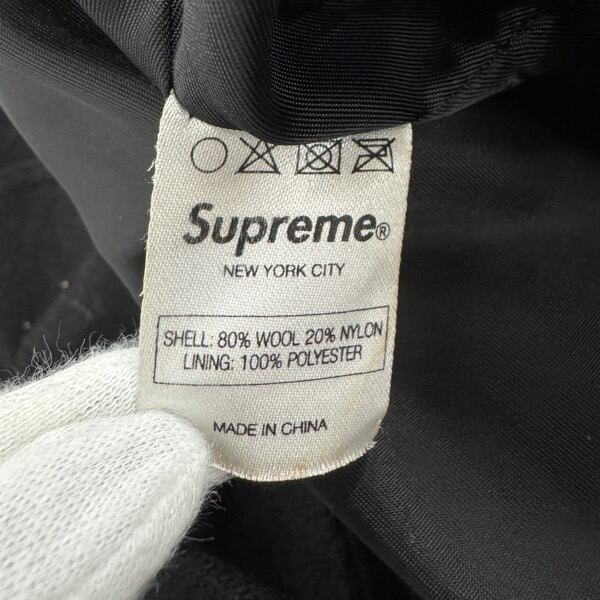 Supreme®
NEW YORK CITY
SHELL: 80% WOOL 20% NYLON
LINING: 100% POLYESTER
MADE IN CHINA